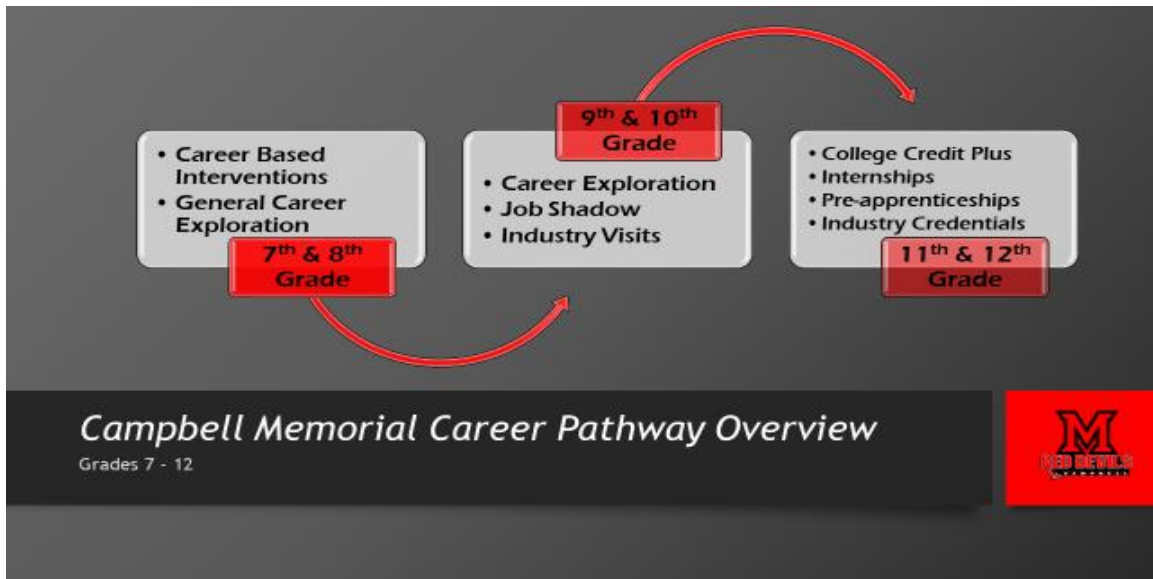 • Career Based
Interventions
• General Career
Exploration
7th & 8th
Grade
9th & 10th
Grade
• Career Exploration
• Job Shadow
• Industry Visits
• College Credit Plus
• Internships
• Pre-apprenticeships
• Industry Credentials
11th & 12th
Grade
Campbell Memorial Career Pathway Overview
Grades 7 - 12
M
RED DEVILS
CAMPBELL